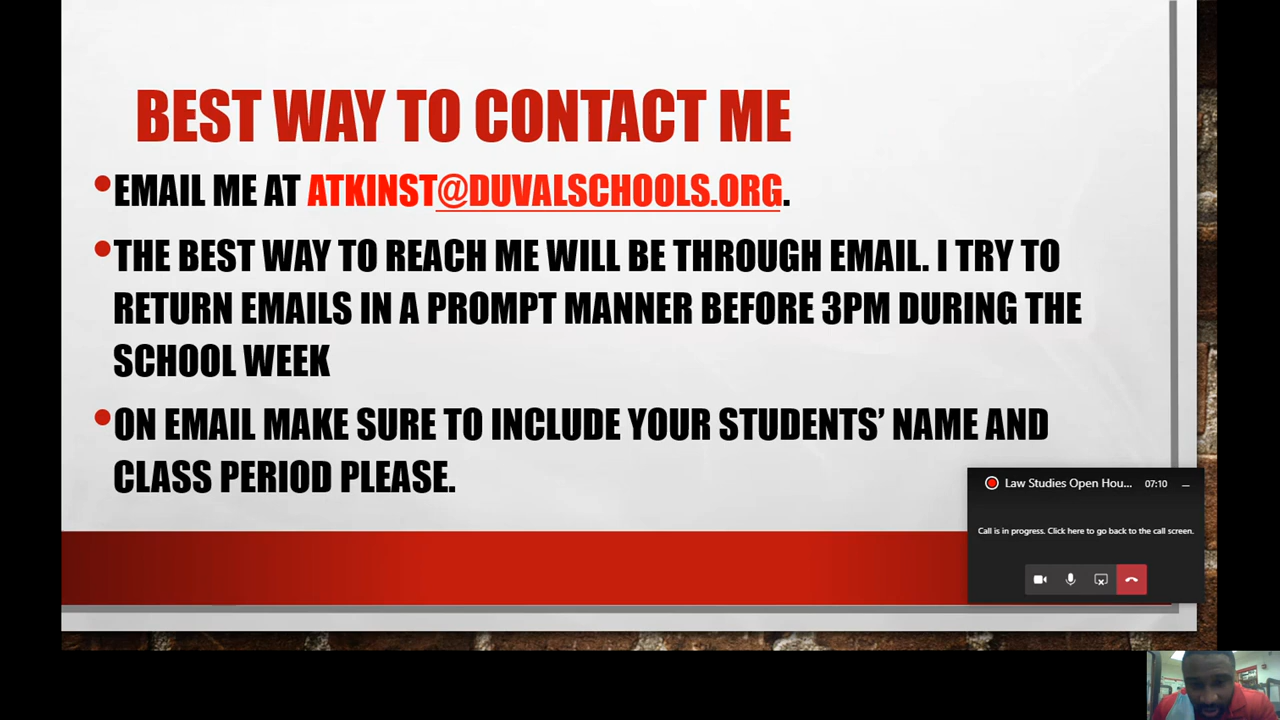 BEST WAY TO CONTACT ME
•EMAIL ME AT ATKINST@DUVALSCHOOLS.ORG.
•THE BEST WAY TO REACH ME WILL BE THROUGH EMAIL. I TRY TO
RETURN EMAILS IN A PROMPT MANNER BEFORE 3PM DURING THE
SCHOOL WEEK
•ON EMAIL MAKE SURE TO INCLUDE YOUR STUDENTS’ NAME AND
CLASS PERIOD PLEASE.
Law Studies Open Hou... 07:10
Call is in progress. Click here to go back to the call screen.